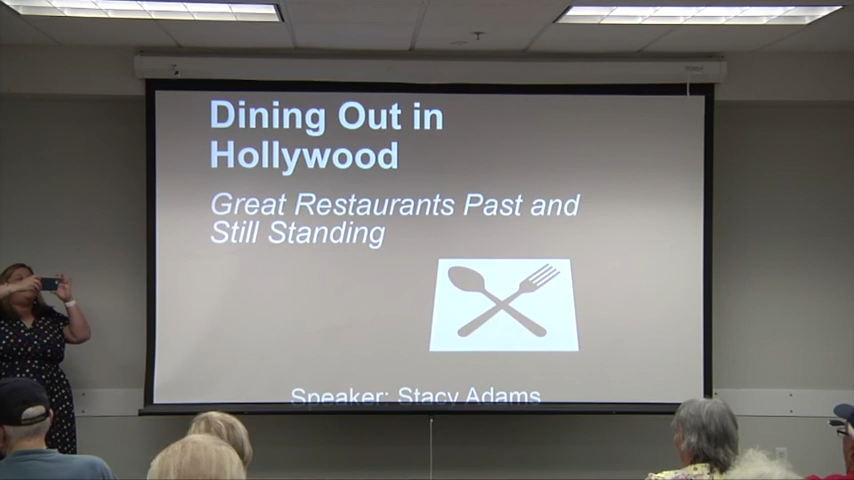 Dining Out in
Hollywood
Great Restaurants Past and
Still Standing
Speaker: Stacy Adams